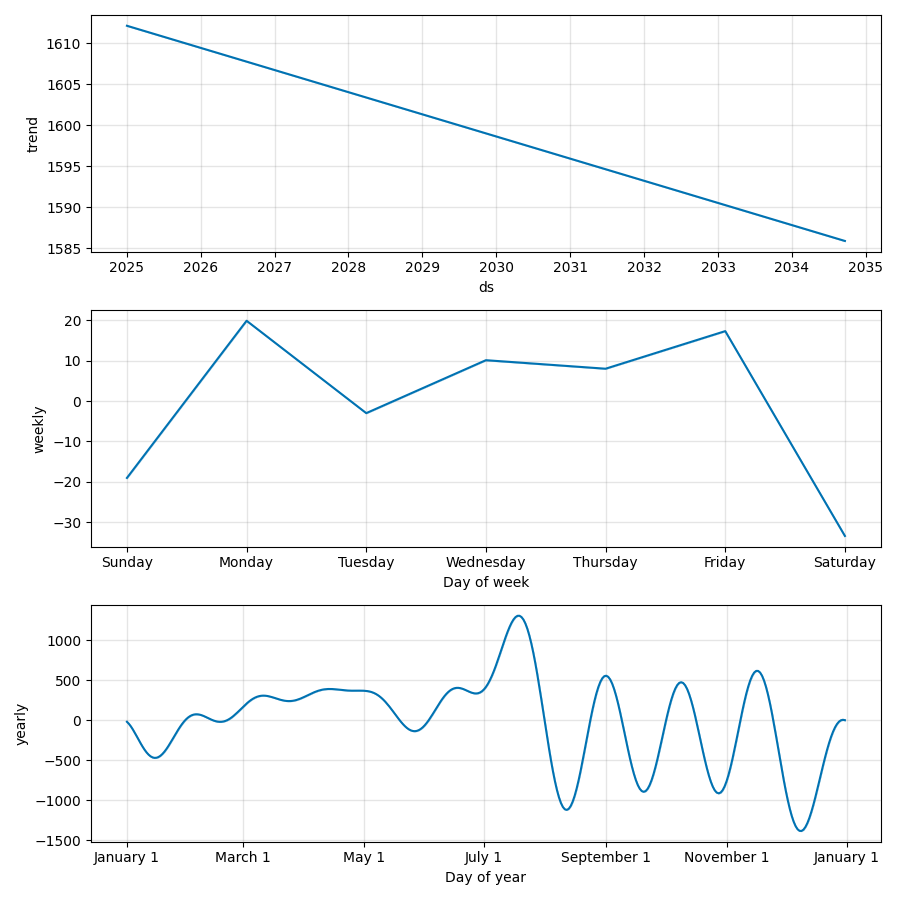 1610
1605
1600
1595
1590
1585
trend
2025 2026 2027 2028 2029 2030 2031 2032 2033 2034 2035
ds
20
10
0
−10
−20
−30
weekly
Sunday Monday Tuesday Wednesday Thursday Friday Saturday
Day of week
1000
500
0
−500
−1000
−1500
yearly
January 1 March 1 May 1 July 1 September 1 November 1 January 1
Day of year